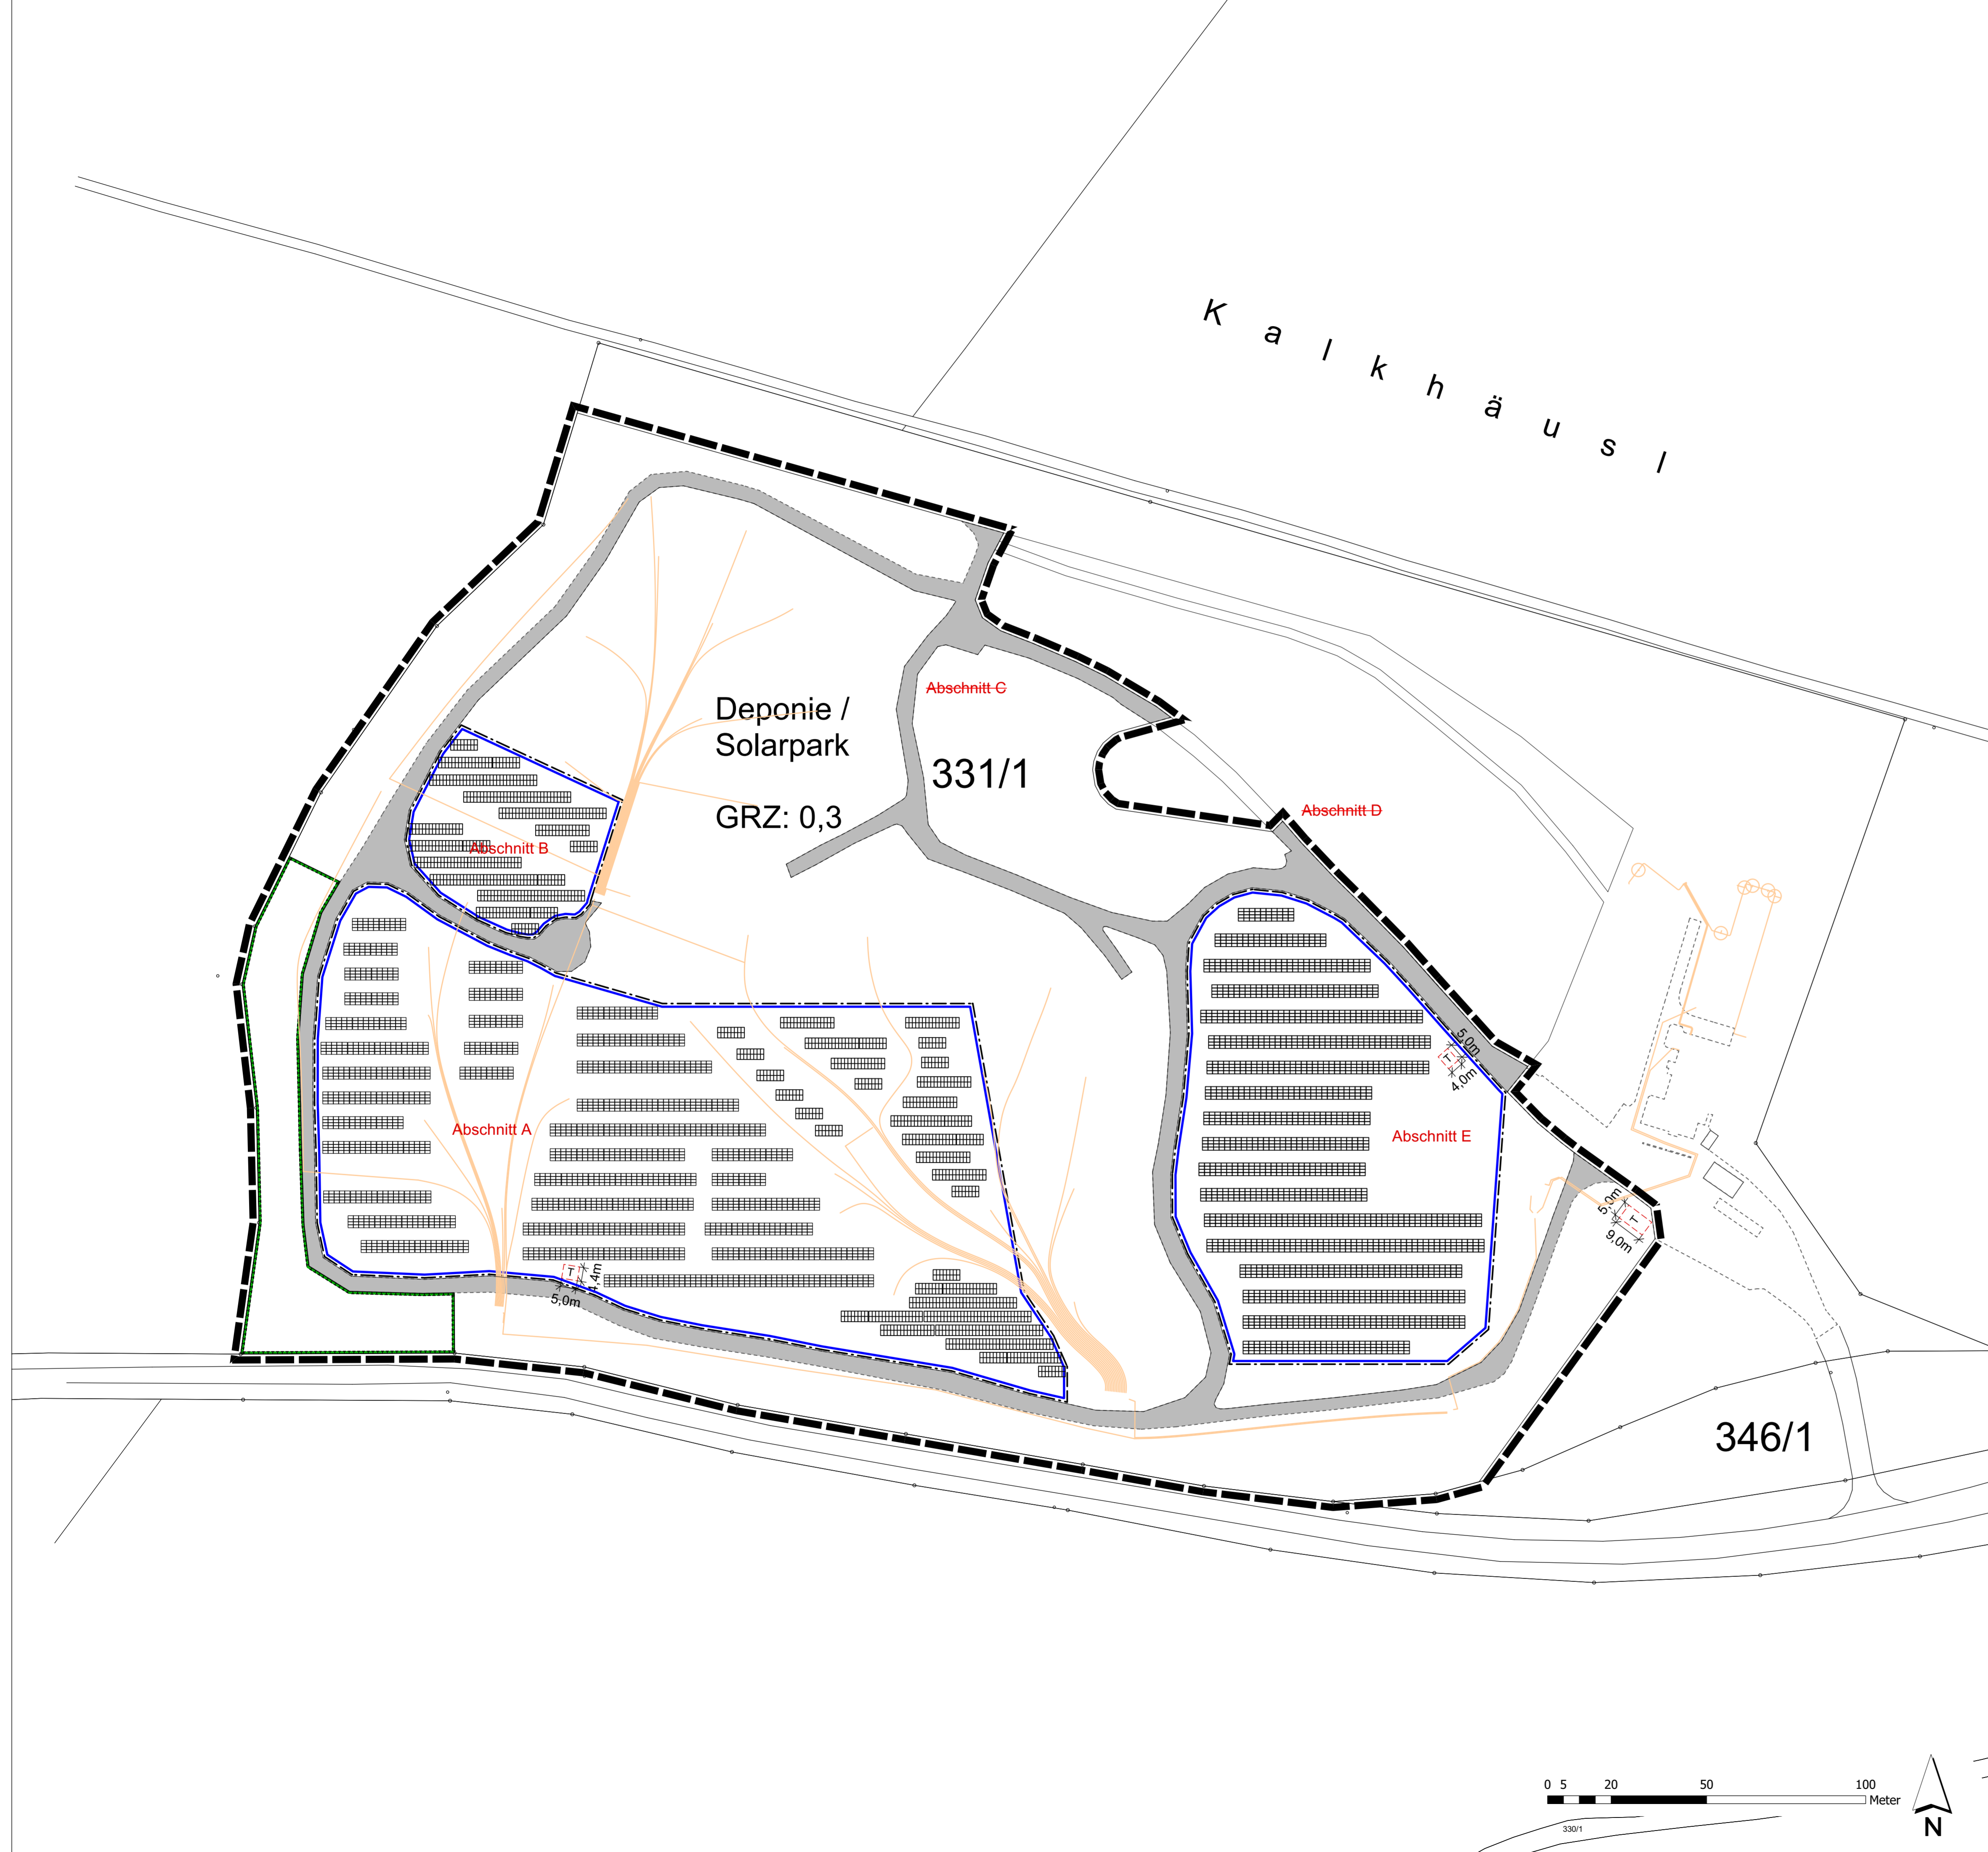 Kalkhäusl
Abschnitt C
Deponie /
Solarpark
331/1
GRZ: 0,3
Abschnitt D
Abschnitt B
5,0m
T
4,0m
Abschnitt A
Abschnitt E
5,0m
T
9,0m
T
4,4m
5,0m
346/1
0 5 20 50 100
Meter
330/1
N